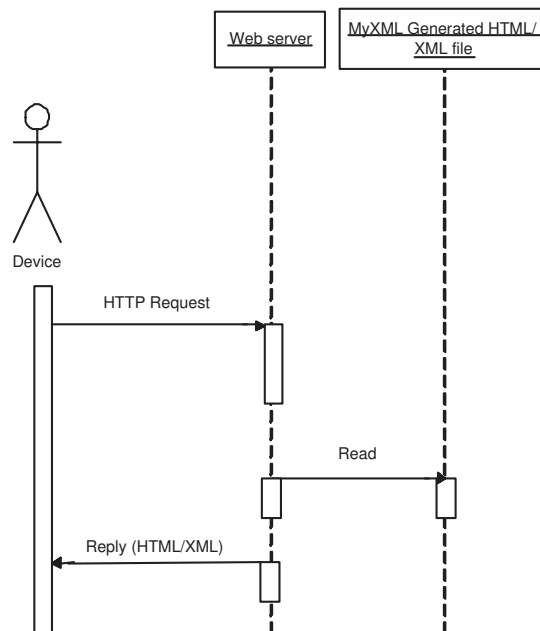 Web server
MyXML Generated HTML/
XML file
Device
HTTP Request
Read
Reply (HTML/XML)